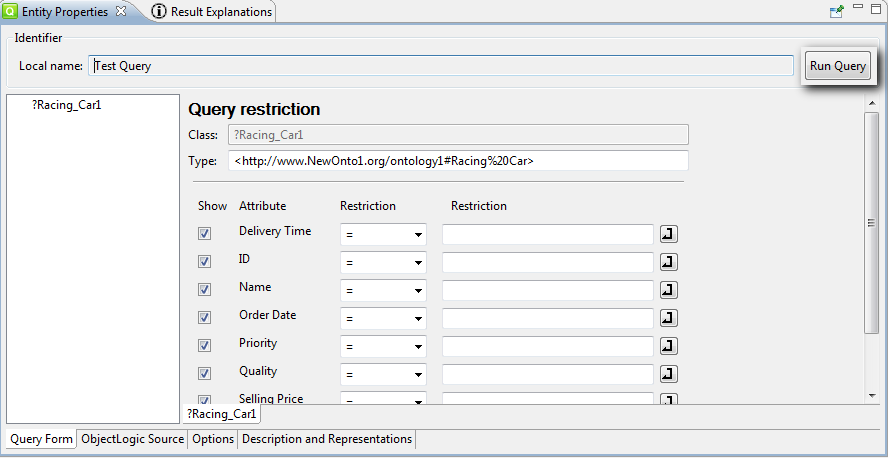 Entity Properties Result Explanations
Identifier
Local name: Test Query Run Query
?Racing_Car1
Query restriction
Class: ?Racing_Car1
Type: <http://www.NewOnto1.org/ontology1#Racing%20Car>
Show Attribute Restriction Restriction
Delivery Time =
ID =
Name =
Order Date =
Priority =
Quality =
Selling Price =
?Racing_Car1
Query Form ObjectLogic Source Options Description and Representations